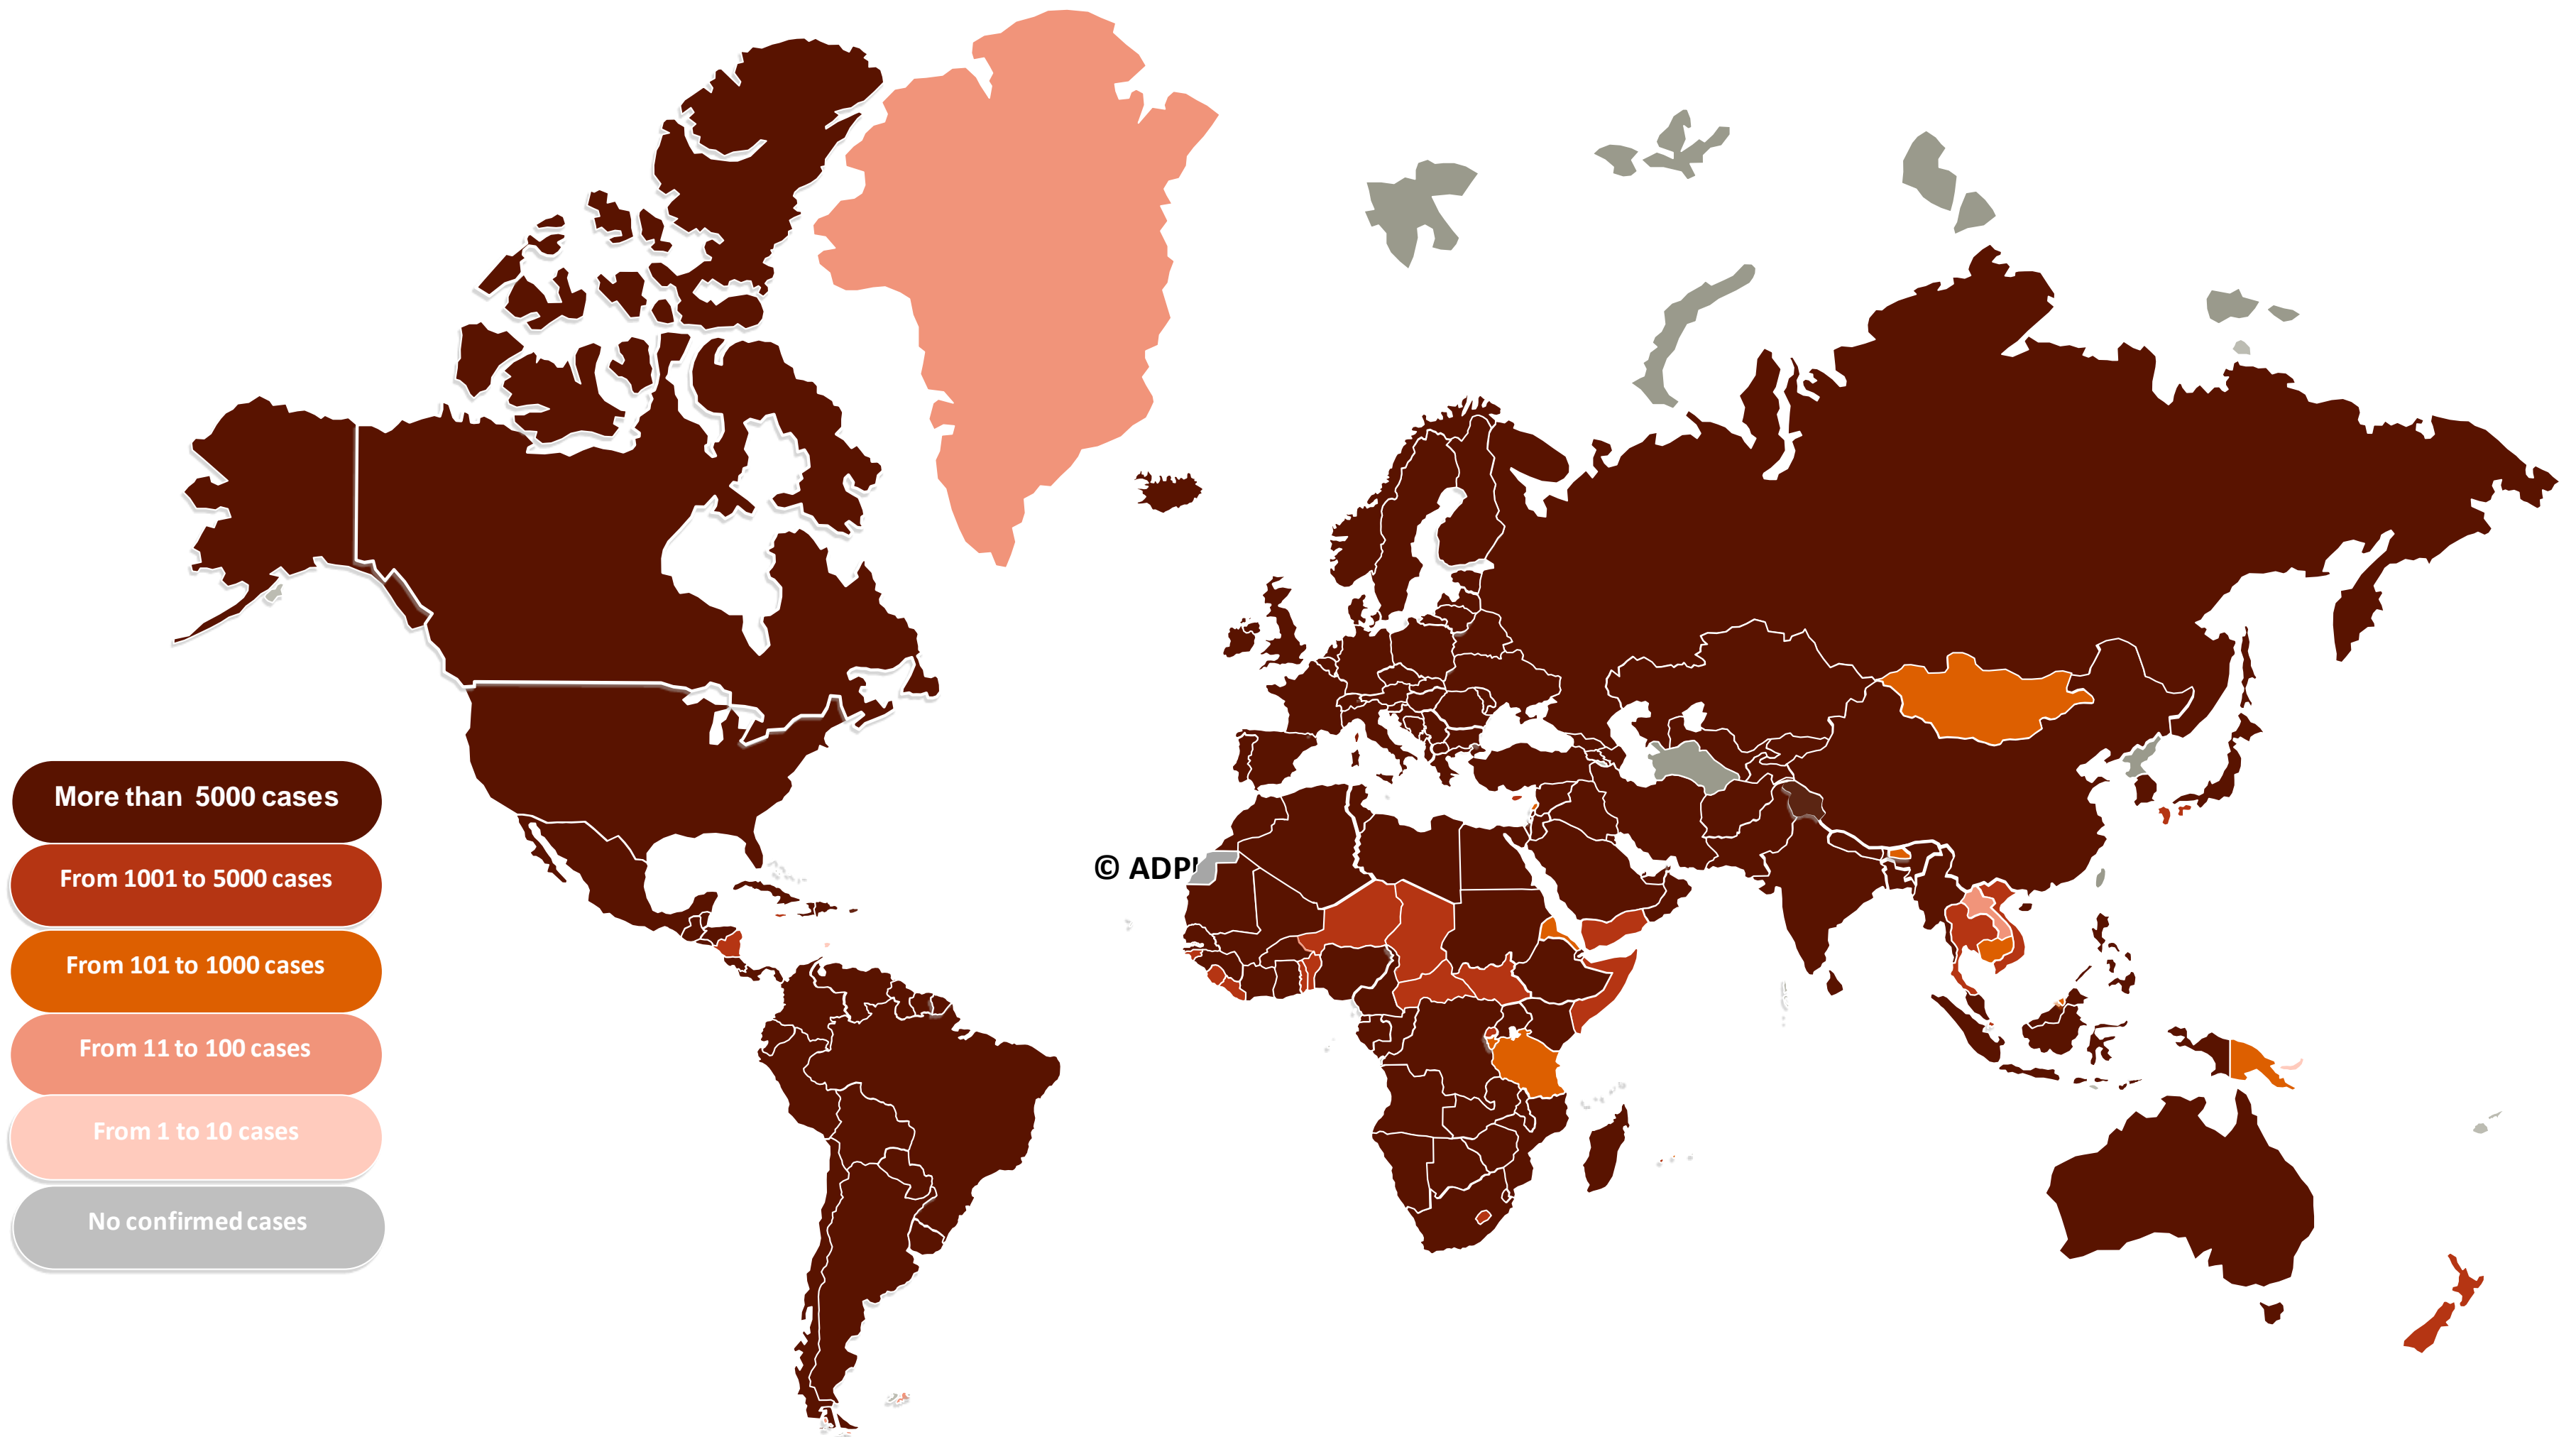 More than 5000 cases
From 1001 to 5000 cases
© ADPI
From 101 to 1000 cases
From 11 to 100 cases
From 1 to 10 cases
No confirmed cases